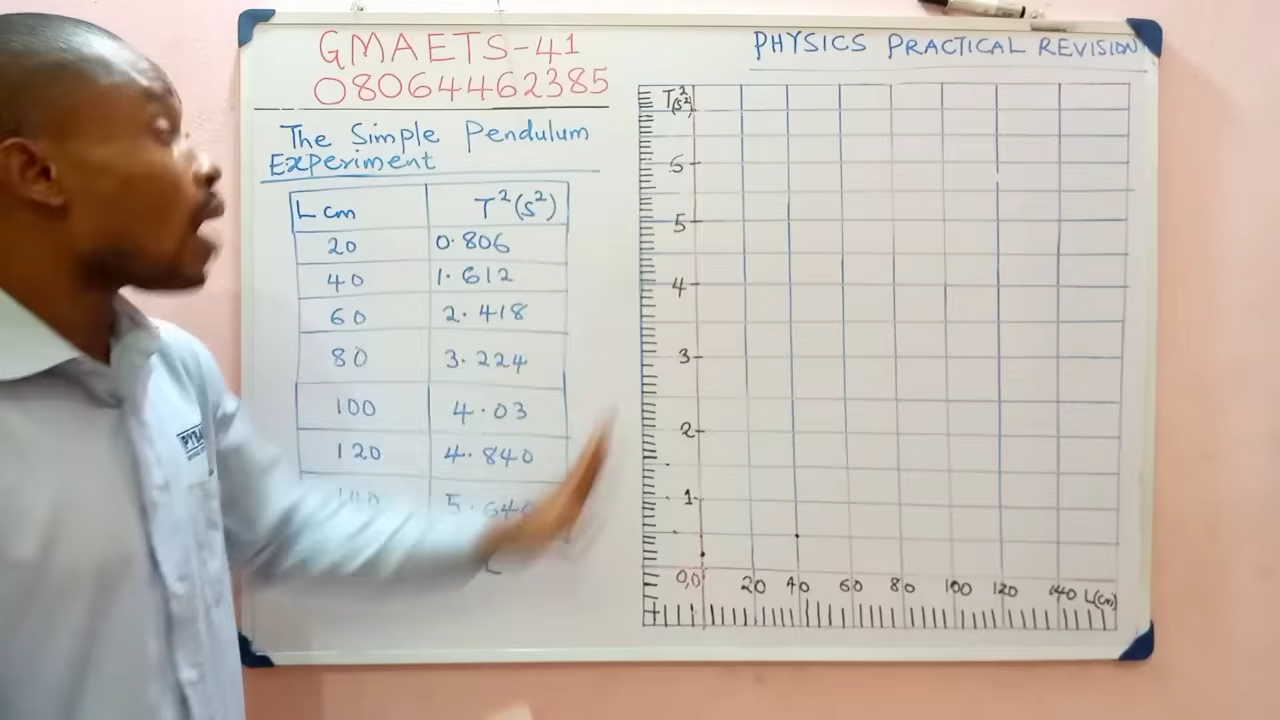 GMAETS-41
08064462385
PHYSICS PRACTICAL REVISION
The Simple Pendulum
Experiment
L cm T²(s²)
20 0.806
40 1.612
60 2.418
80 3.224
100 4.03
120 4.840
T²
(s²)
5
4
3
2
1
0,0 20 40 60 80 100 120 140 L(cm)